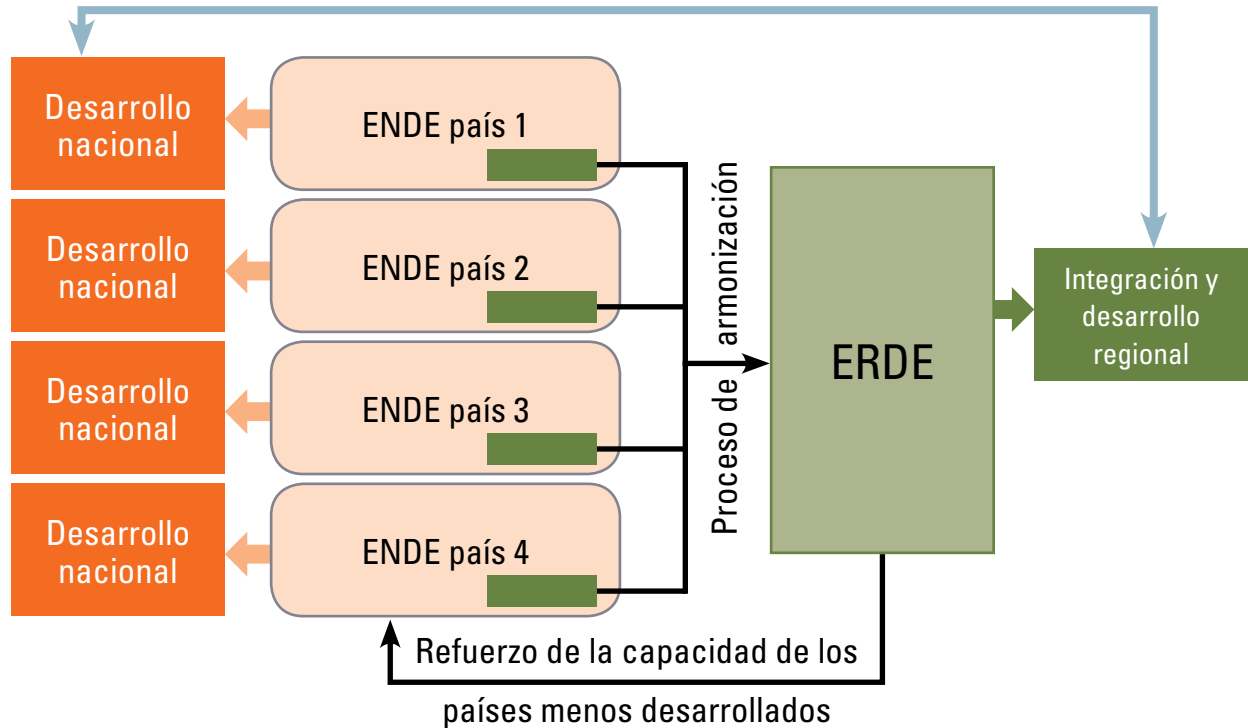 Desarrollo
nacional
ENDE país 1
Desarrollo
nacional
ENDE país 2
Desarrollo
nacional
ENDE país 3
Desarrollo
nacional
ENDE país 4
Proceso de armonización
ERDE
Integración y
desarrollo
regional
Refuerzo de la capacidad de los
países menos desarrollados